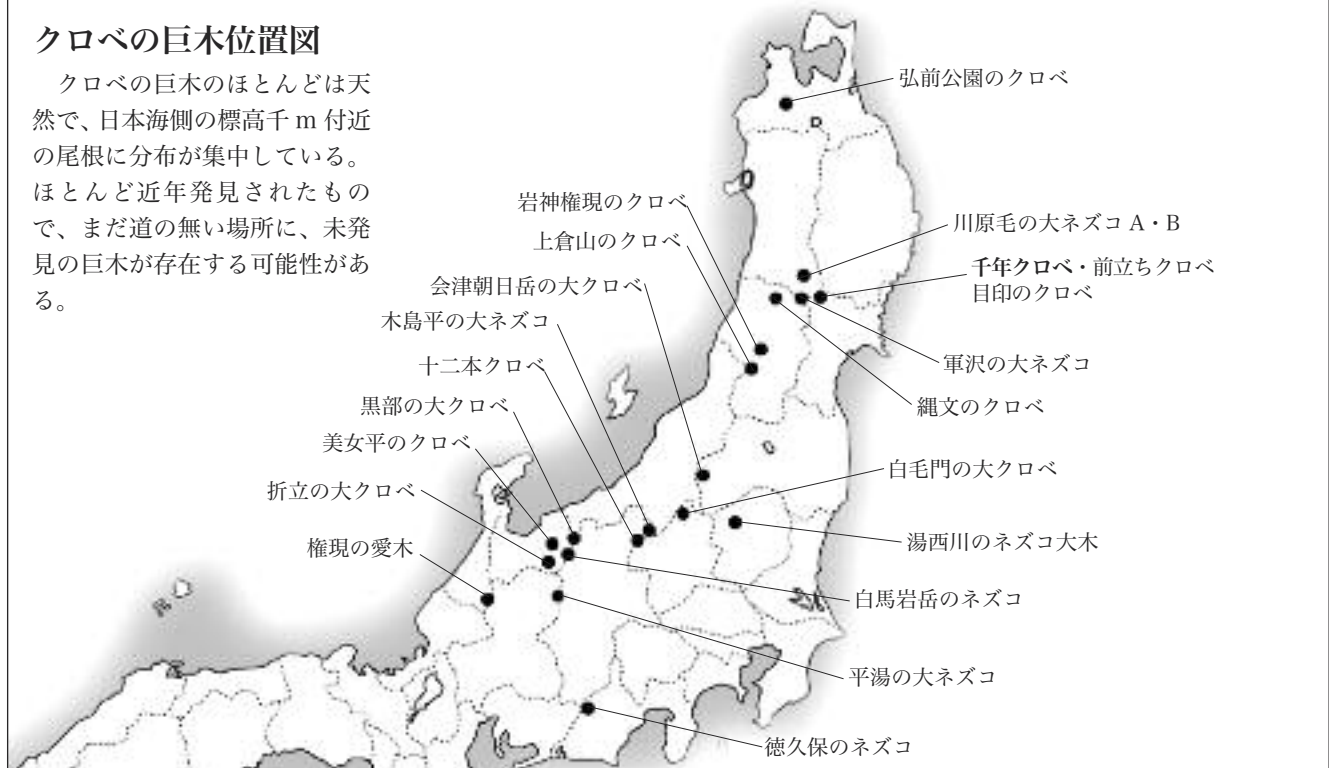 クロベの巨木位置図
クロベの巨木のほとんどは天
然で、日本海側の標高千 m 付近
の尾根に分布が集中している。
ほとんど近年発見されたもの
で、まだ道の無い場所に、未発
見の巨木が存在する可能性があ
る。
弘前公園のクロベ
岩神権現のクロベ
上倉山のクロベ
会津朝日岳の大クロベ
木島平の大ネズコ
十二本クロベ
黒部の大クロベ
美女平のクロベ
折立の大クロベ
権現の愛木
川原毛の大ネズコ A・B
千年クロベ・前立ちクロベ
目印のクロベ
軍沢の大ネズコ
縄文のクロベ
白毛門の大クロベ
湯西川のネズコ大木
白馬岩岳のネズコ
平湯の大ネズコ
徳久保のネズコ